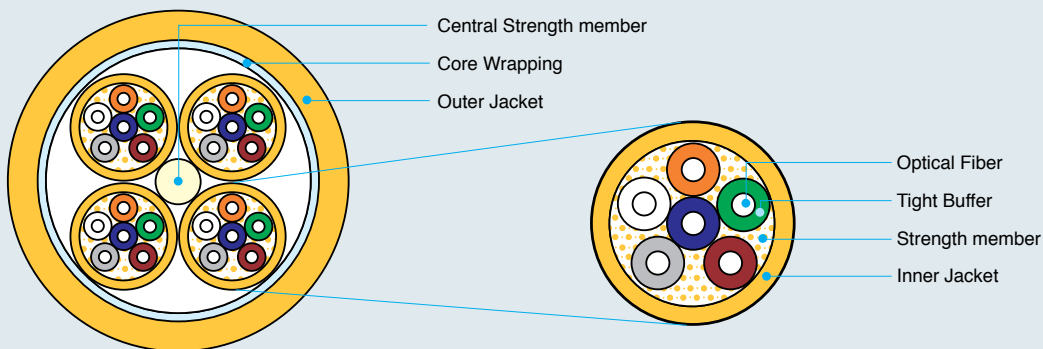 Central Strength member
Core Wrapping
Outer Jacket
Optical Fiber
Tight Buffer
Strength member
Inner Jacket